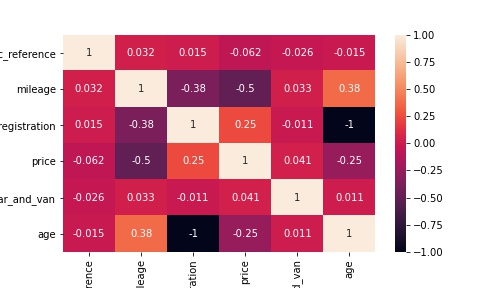 c_reference 1 0.032 0.015 -0.062 -0.026 -0.015
mileage 0.032 1 -0.38 -0.5 0.033 0.38
registration 0.015 -0.38 1 0.25 -0.011 -1
price -0.062 -0.5 0.25 1 0.041 -0.25
ar_and_van -0.026 0.033 -0.011 0.041 1 0.011
age -0.015 0.38 -1 -0.25 0.011 1
rence
leage
ration
price
d_van
age
1.00
0.75
0.50
0.25
0.00
-0.25
-0.50
-0.75
-1.00